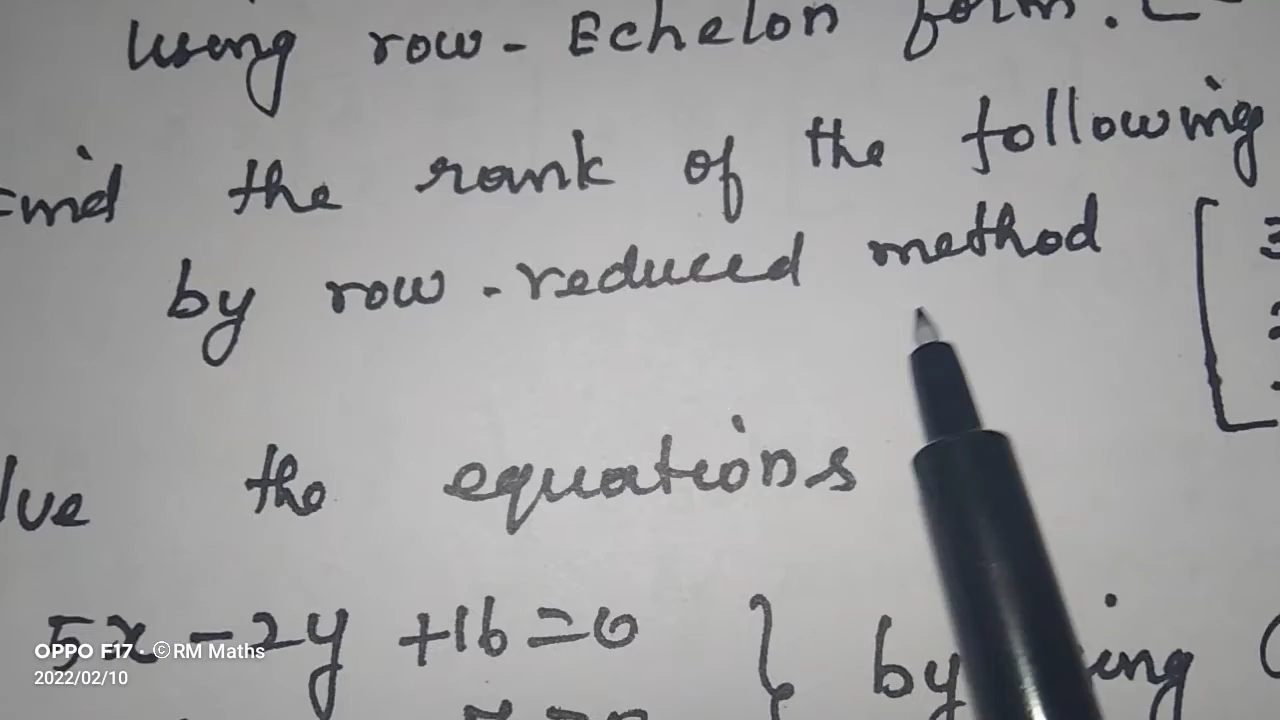 using row-Echelon form.
Find the rank of the following
by row-reduced method [ 3
the equations
5x - 2y + 16 = 0 } by
OPPO F17 · ©RM Maths
2022/02/10